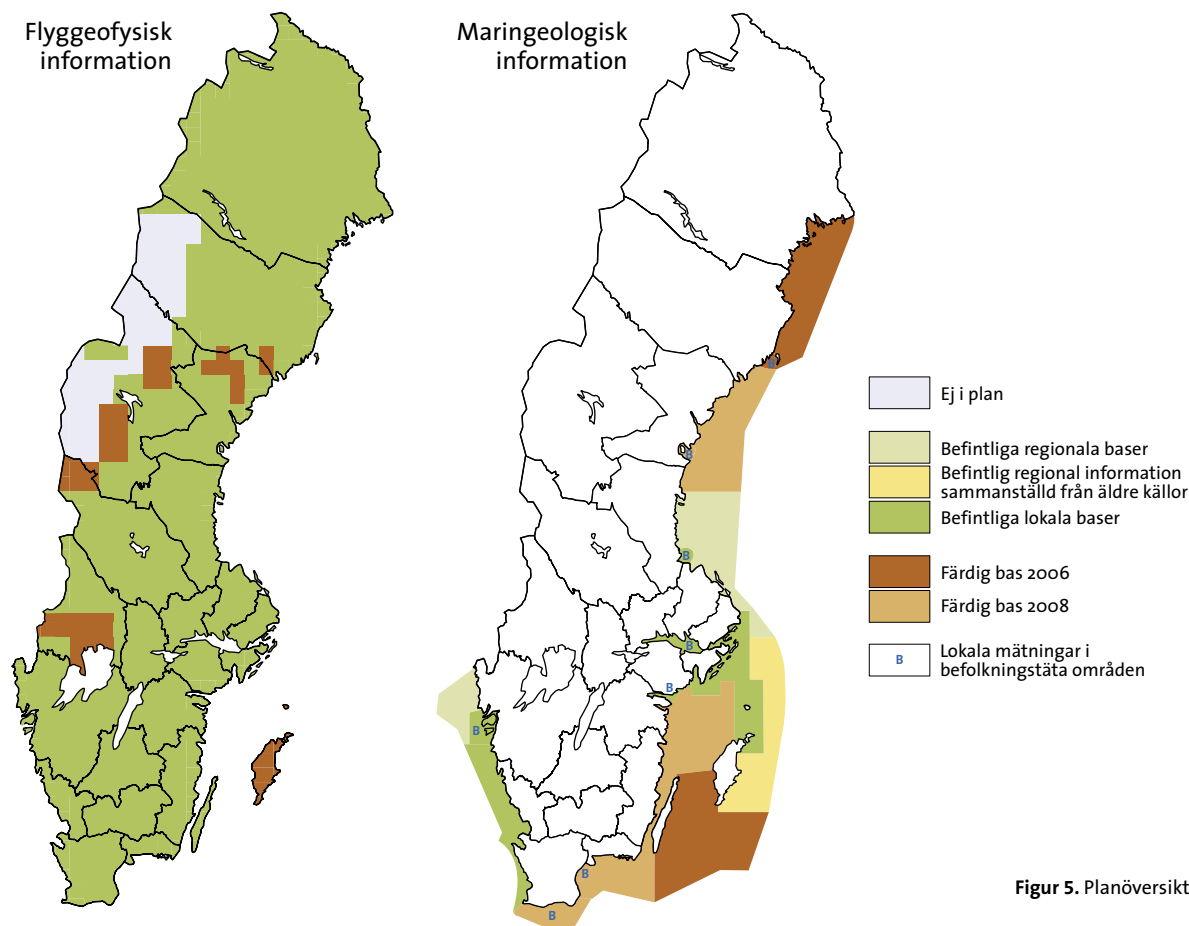 Flyggeofysisk
information
Maringeologisk
information
B
B
B
B
B
B
B
B
Ej i plan
Befintliga regionala baser
Befintlig regional information
sammanställd från äldre källor
Befintliga lokala baser
Färdig bas 2006
Färdig bas 2008
B
Lokala mätningar i
befolkningstäta områden
Figur 5. Planöversikt